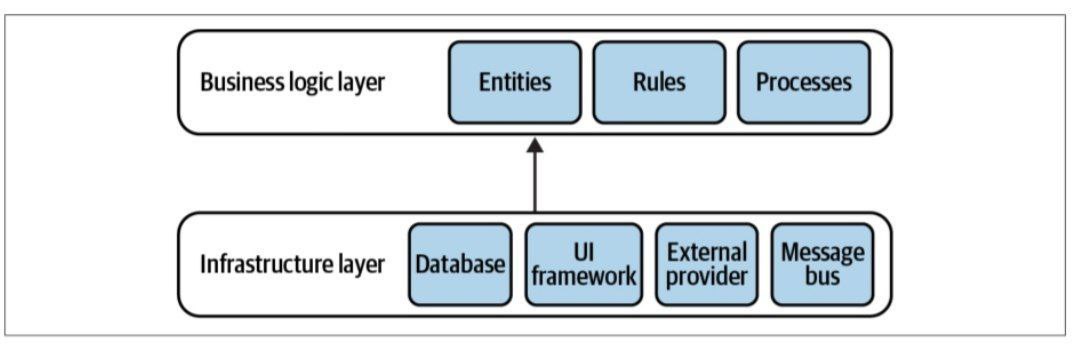 Business logic layer
Entities
Rules
Processes
Infrastructure layer
Database
UI
framework
External
provider
Message
bus